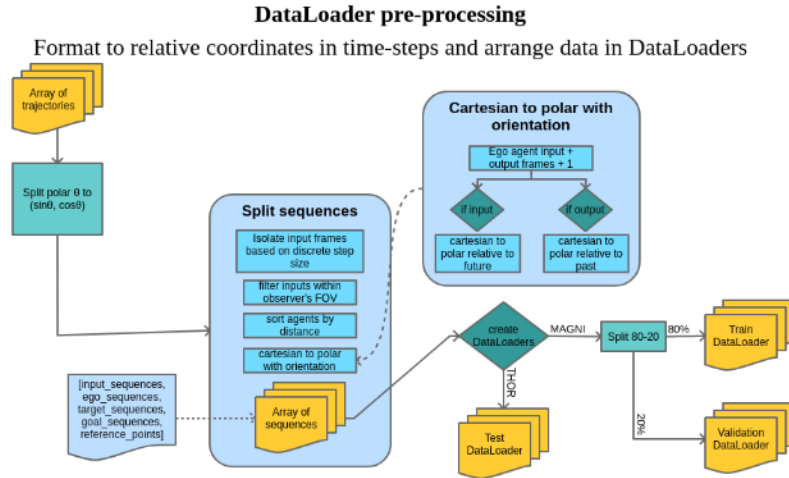 DataLoader pre-processing
Format to relative coordinates in time-steps and arrange data in DataLoaders
Array of
trajectories
Split polar θ to
(sinθ, cosθ)
Split sequences
Isolate input frames
based on discrete step
size
filter inputs within
observer's FOV
sort agents by
distance
cartesian to polar
with orientation
Array of
sequences
[input_sequences,
ego_sequences,
target_sequences,
goal_sequences,
reference_points]
Cartesian to polar with
orientation
Ego agent input +
output frames + 1
if input
if output
cartesian to
polar relative to
future
cartesian to
polar relative to
past
create
DataLoaders
MAGNI
THOR
Split 80-20
80%
20%
Train
DataLoader
Test
DataLoader
Validation
DataLoader